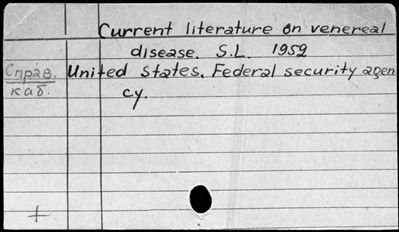 Current literature on venereal
disease. S.L. 1952
Справ.
каб.
United States. Federal security agen
cy.
+